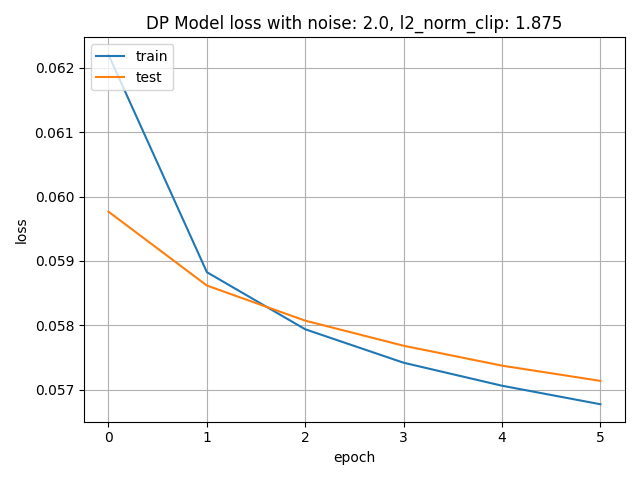 DP Model loss with noise: 2.0, l2_norm_clip: 1.875
train
test
0.062
0.061
0.060
0.059
0.058
0.057
loss
0 1 2 3 4 5
epoch